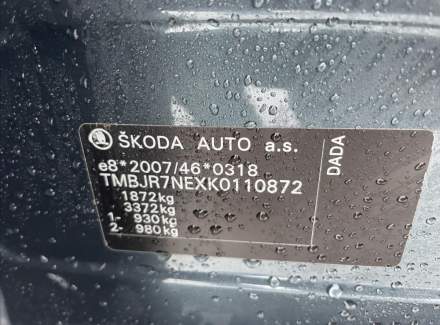 ŠKODA AUTO a.s.
e8*2007/46*0318
TMBJR7NEXK0110872
1872kg
3372kg
1- 930kg
2- 980kg
DADA